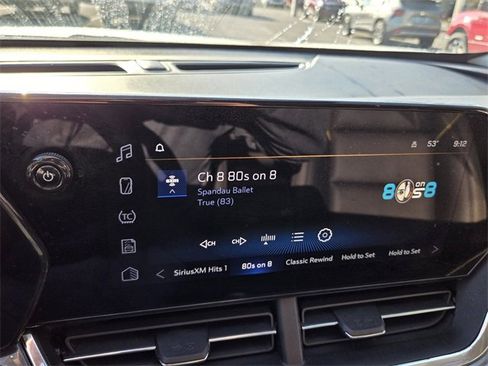 53° 9:12
Ch 8 80s on 8
Spandau Ballet
True (83)
80s on 8
TC
CH CH
SiriusXM Hits 1 80s on 8 Classic Rewind Hold to Set Hold to Set